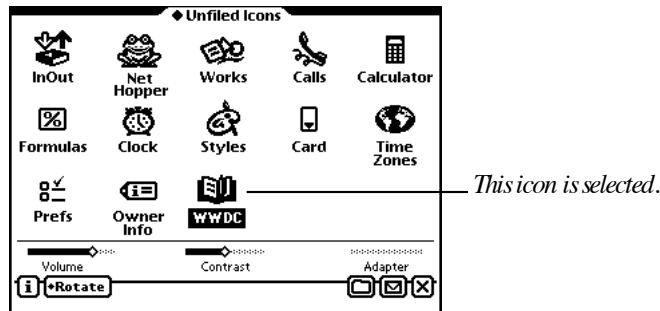 ◆Unfiled Icons
InOut
Net
Hopper
Works
Calls
Calculator
Formulas
Clock
Styles
Card
Time
Zones
Prefs
Owner
Info
WWDC
This icon is selected.
Volume
Contrast
Adapter
i
◆Rotate
X